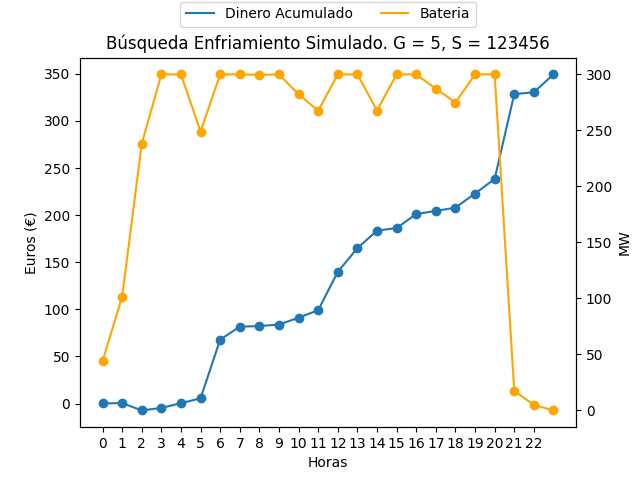 Dinero Acumulado Bateria
Búsqueda Enfriamiento Simulado. G = 5, S = 123456
350
300
250
200
150
100
50
0
Euros (€)
300
250
200
150
100
50
0
MW
0 1 2 3 4 5 6 7 8 9 10 11 12 13 14 15 16 17 18 19 20 21 22
Horas